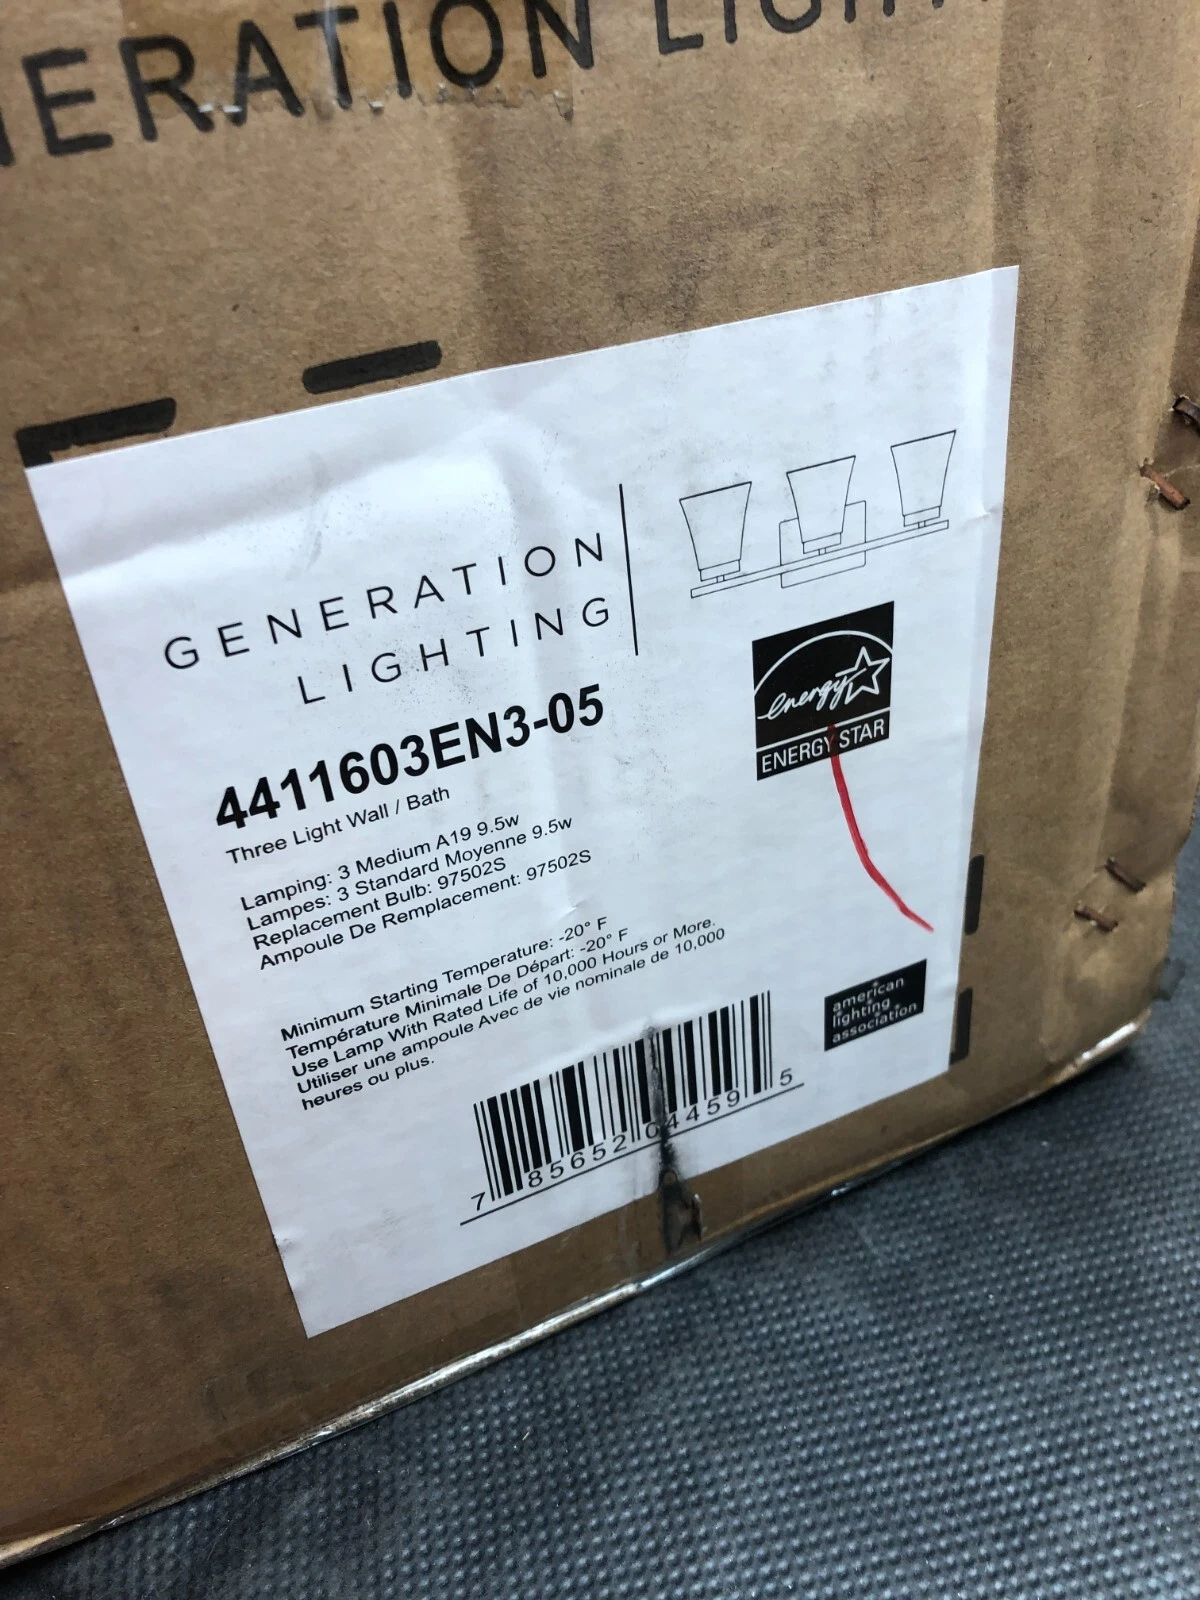 ERATION
GENERATION
LIGHTING
4411603EN3-05
Three Light Wall / Bath
Lamping: 3 Medium A19 9.5w
Lampes: 3 Standard Moyenne 9.5w
Replacement Bulb: 97502S
Ampoule De Remplacement: 97502S
Minimum Starting Temperature: -20° F
Température Minimale De Départ: -20° F
Use Lamp With Rated Life of 10,000 Hours or More.
Utiliser une ampoule Avec de vie nominale de 10,000
heures ou plus.
energy
ENERGY STAR
american
lighting
association
7 85652 04459 5